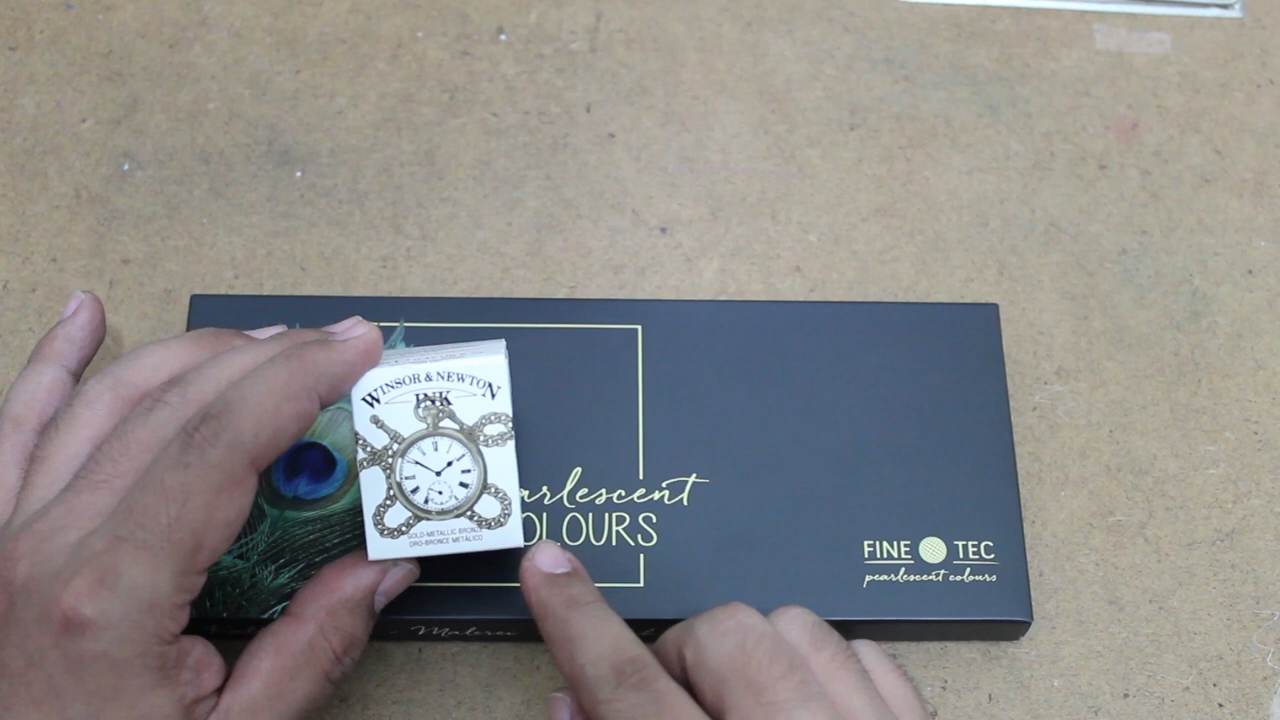 WINSOR & NEWTON
INK
GOLD-METALLIC BRONZE
ORO-BRONCE METÁLICO
arlescent
OLOURS
FINE TEC
pearlescent colours